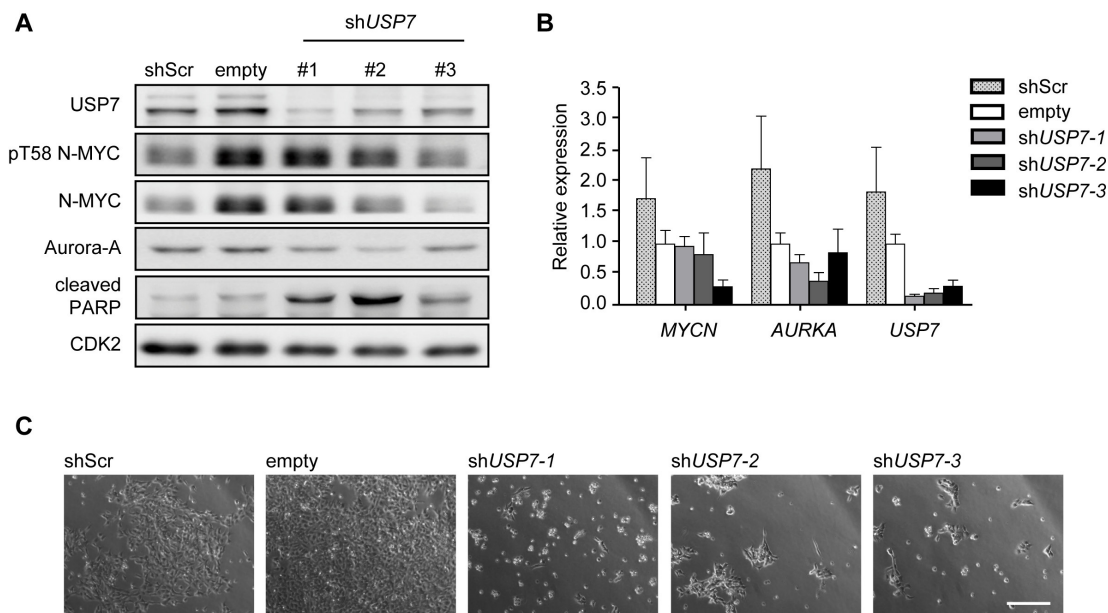 A
shUSP7
shScr empty #1 #2 #3
USP7
pT58 N-MYC
N-MYC
Aurora-A
cleaved
PARP
CDK2
B
Relative expression
3.5
3.0
2.5
2.0
1.5
1.0
0.5
0.0
MYCN AURKA USP7
shScr
empty
shUSP7-1
shUSP7-2
shUSP7-3
C
shScr empty shUSP7-1 shUSP7-2 shUSP7-3